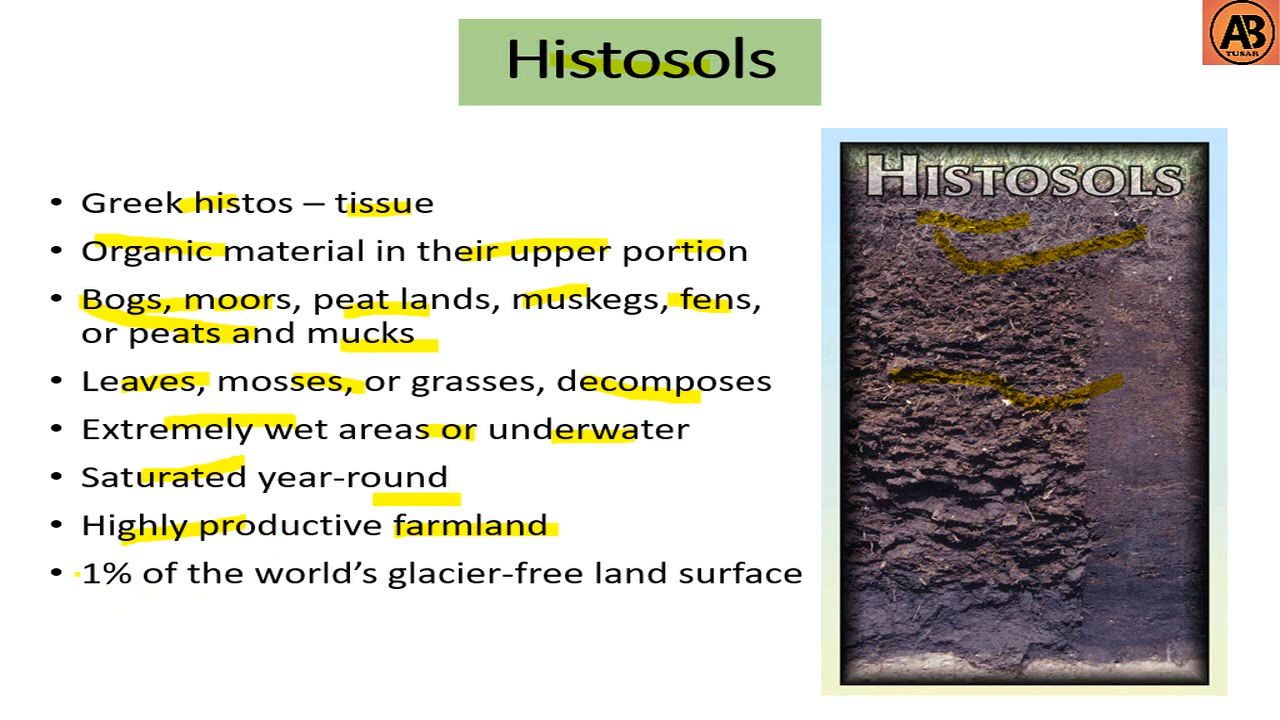 Histosols
AB
TUSAR
HISTOSOLS
• Greek histos – tissue
• Organic material in their upper portion
• Bogs, moors, peat lands, muskegs, fens,
or peats and mucks
• Leaves, mosses, or grasses, decomposes
• Extremely wet areas or underwater
• Saturated year-round
• Highly productive farmland
• 1% of the world’s glacier-free land surface